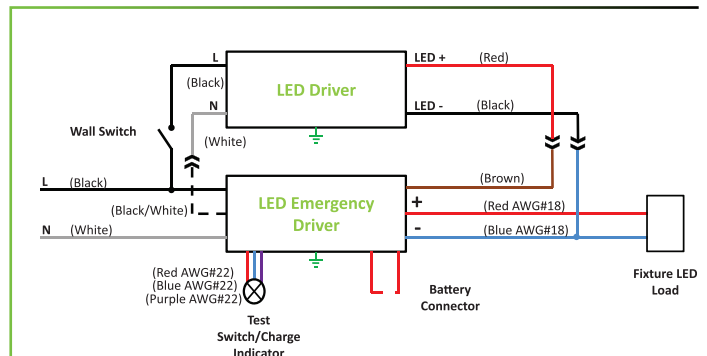 L
LED +
(Red)
(Black)
LED Driver
N
LED -
(Black)
Wall Switch
(White)
L
(Black)
(Brown)
(Black/White)
LED Emergency
Driver
+
(Red AWG#18)
N
(White)
-
(Blue AWG#18)
(Red AWG#22)
(Blue AWG#22)
(Purple AWG#22)
Battery
Connector
Fixture LED
Load
Test
Switch/Charge
Indicator